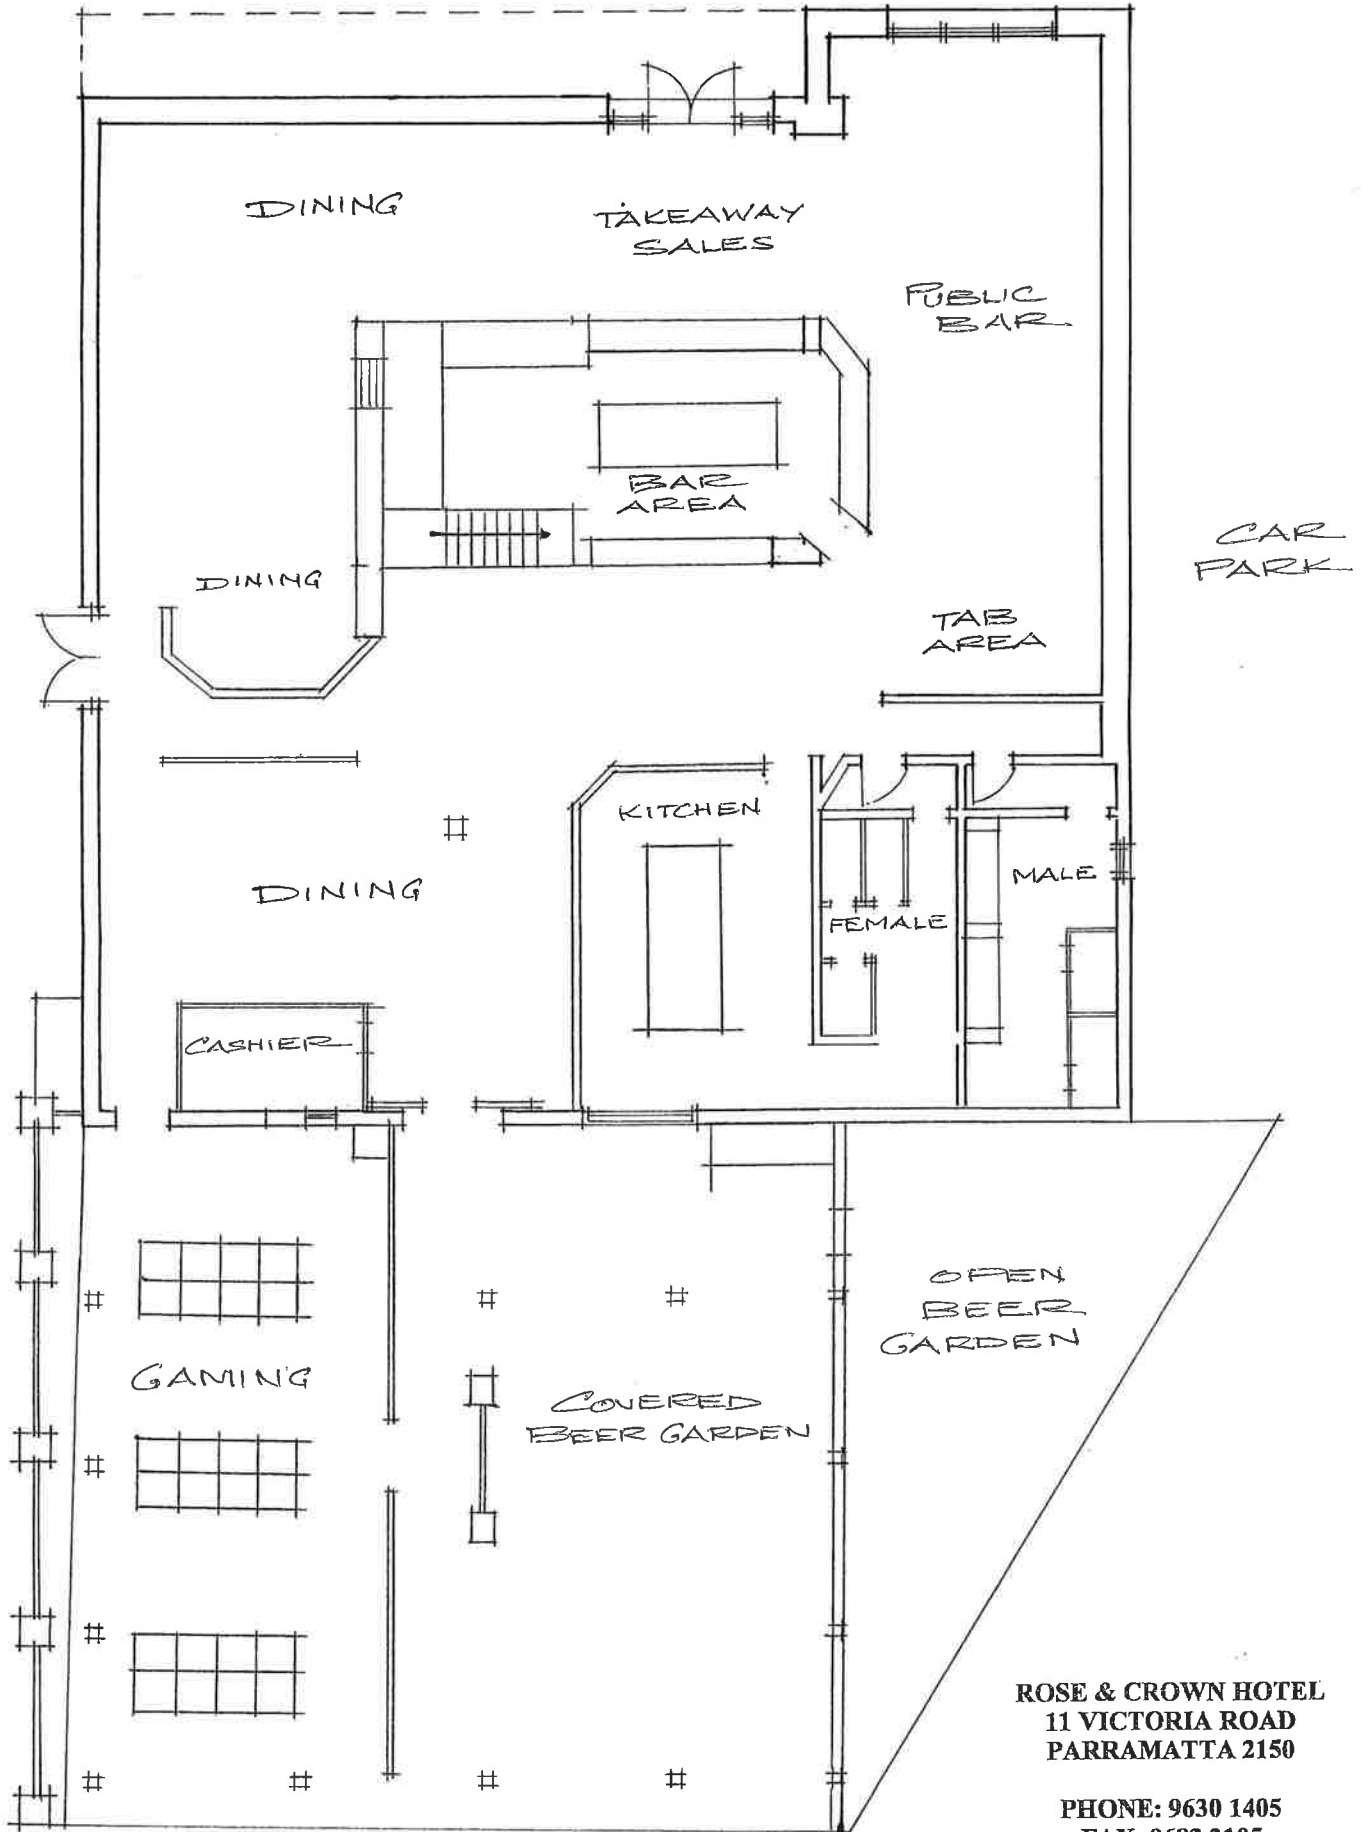 DINING
TAKEAWAY
SALES
PUBLIC
BAR
BAR
AREA
CAR
PARK
DINING
TAB
AREA
KITCHEN
MALE
DINING
FEMALE
CASHIER
OPEN
BEER
GARDEN
GAMING
COVERED
BEER GARDEN
ROSE & CROWN HOTEL
11 VICTORIA ROAD
PARRAMATTA 2150
PHONE: 9630 1405